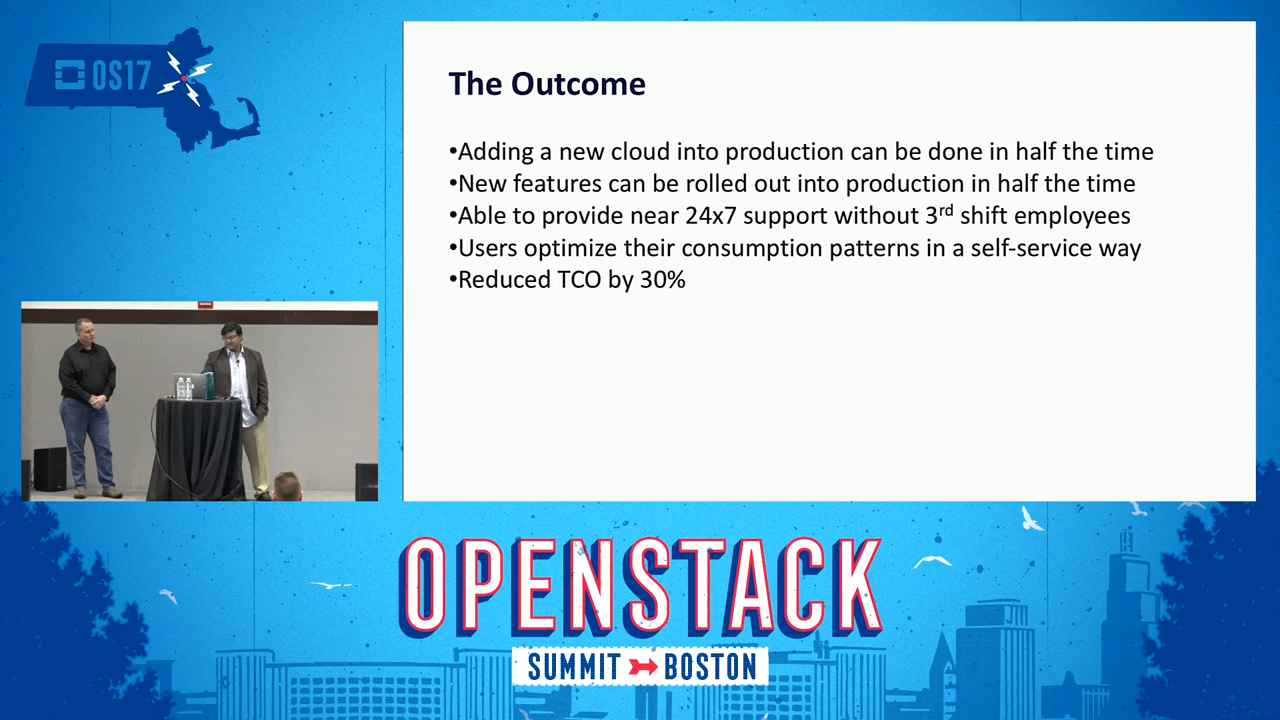 OS17
The Outcome
•Adding a new cloud into production can be done in half the time
•New features can be rolled out into production in half the time
•Able to provide near 24x7 support without 3rd shift employees
•Users optimize their consumption patterns in a self-service way
•Reduced TCO by 30%
OPENSTACK
SUMMIT BOSTON